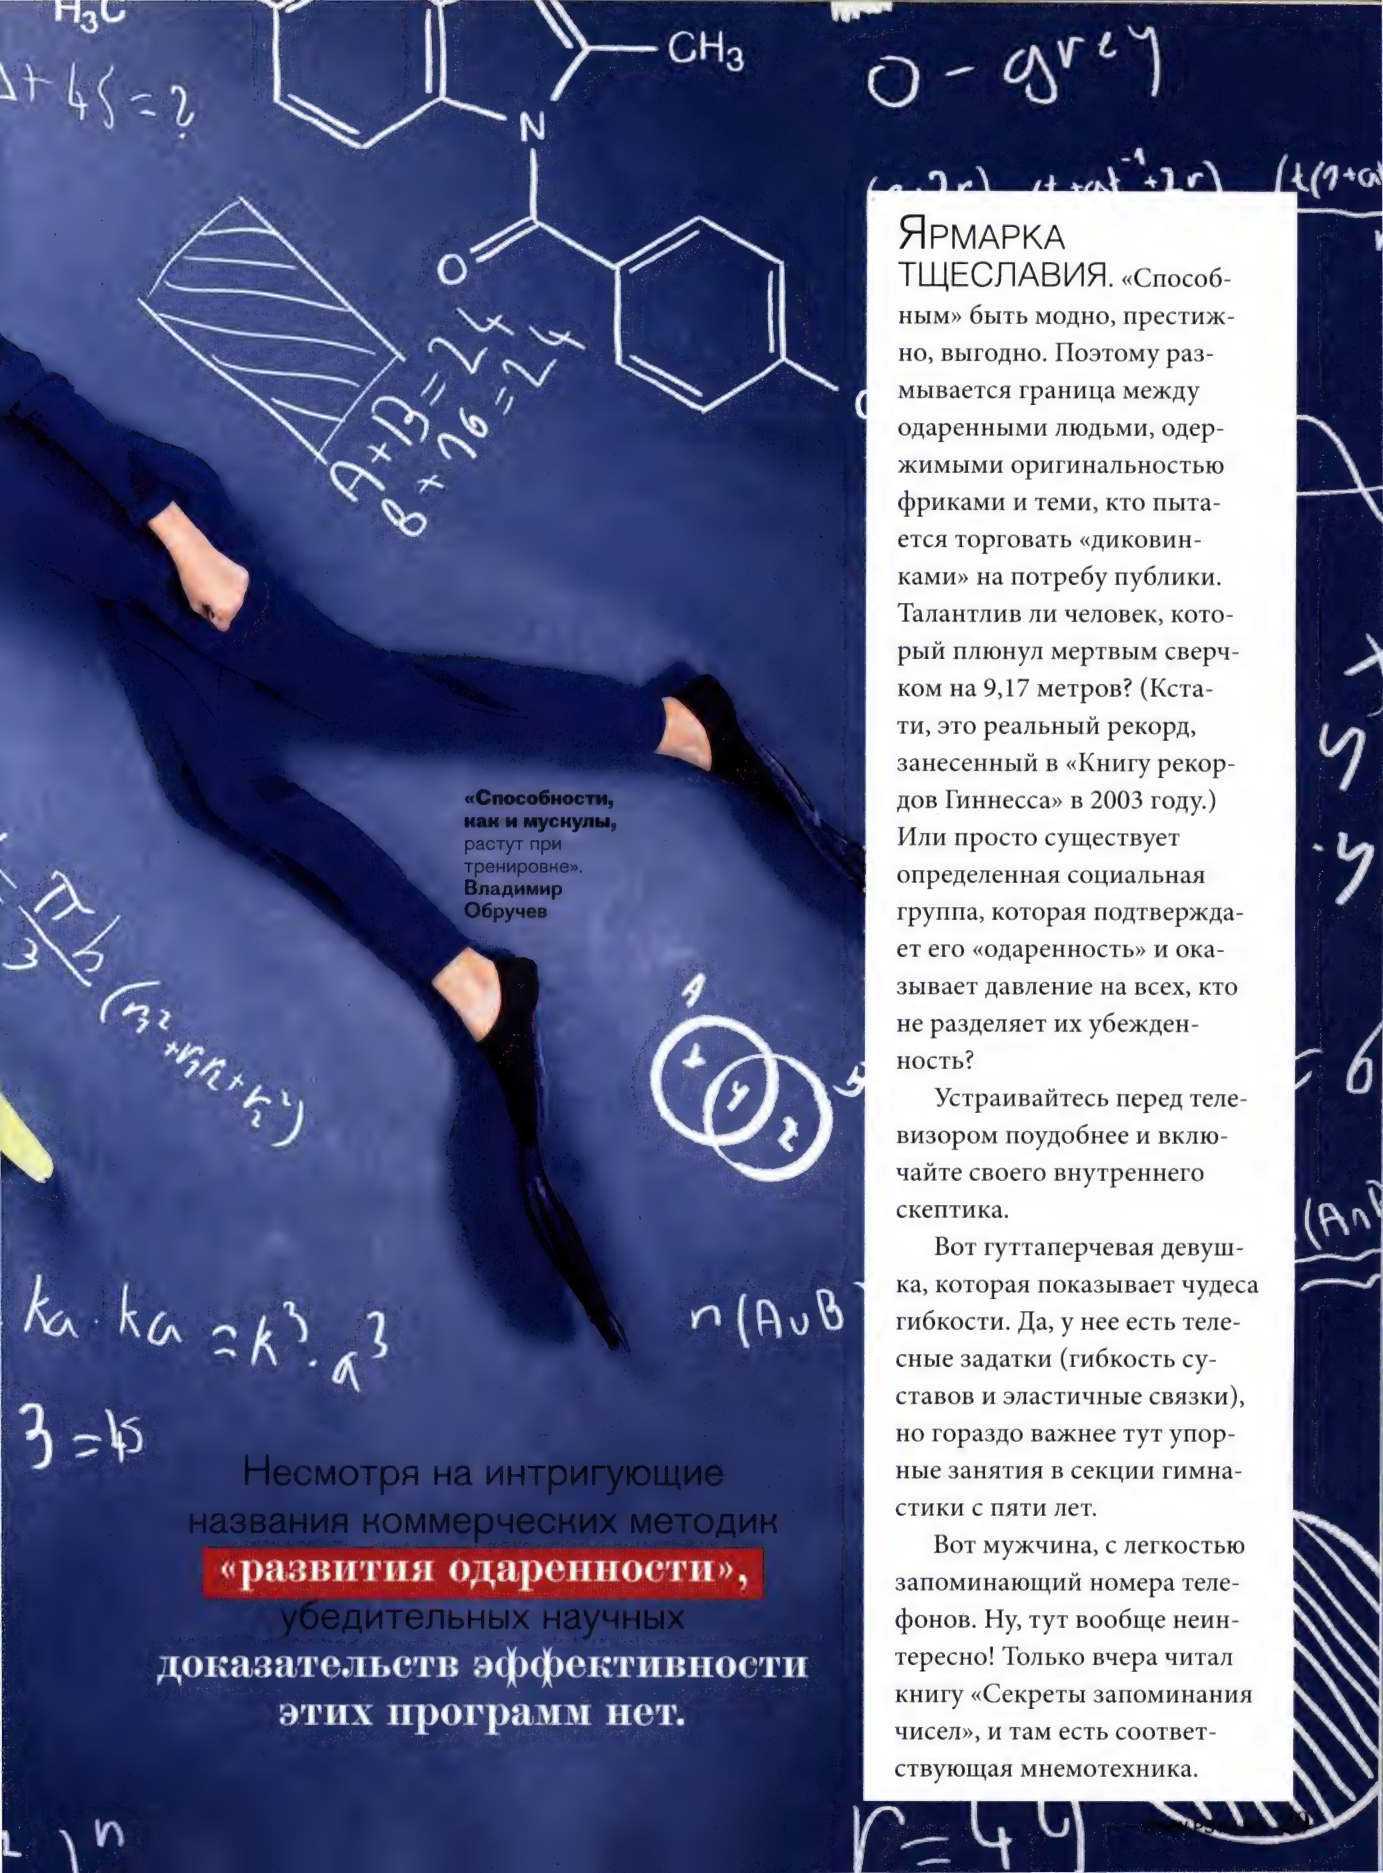 H₃C
CH₃
N
O
A+45=?
O - grey
A+B=24
8+16=24
ЯРМАРКА
ТЩЕСЛАВИЯ. «Способ-
ным» быть модно, престиж-
но, выгодно. Поэтому раз-
мывается граница между
одаренными людьми, одер-
жимыми оригинальностью
фриками и теми, кто пыта-
ется торговать «диковин-
ками» на потребу публики.
Талантлив ли человек, кото-
рый плюнул мертвым сверч-
ком на 9,17 метров? (Кста-
ти, это реальный рекорд,
занесенный в «Книгу рекор-
дов Гиннесса» в 2003 году.)
Или просто существует
определенная социальная
группа, которая подтвержда-
ет его «одаренность» и ока-
зывает давление на всех, кто
не разделяет их убежден-
ность?
Устраивайтесь перед теле-
визором поудобнее и вклю-
чайте своего внутреннего
скептика.
Вот гуттаперчевая девуш-
ка, которая показывает чудеса
гибкости. Да, у нее есть теле-
сные задатки (гибкость су-
ставов и эластичные связки),
но гораздо важнее тут упор-
ные занятия в секции гимна-
стики с пяти лет.
Вот мужчина, с легкостью
запоминающий номера теле-
фонов. Ну, тут вообще неин-
тересно! Только вчера читал
книгу «Секреты запоминания
чисел», и там есть соответ-
ствующая мнемотехника.
«Способности,
как и мускулы,
растут при
тренировке».
Владимир
Обручев
A
y
z
ka · ka = k³ · a³
n(A∪B
3=45
Несмотря на интригующие
названия коммерческих методик
«развития одаренности»,
убедительных научных
доказательств эффективности
этих программ нет.
r=44